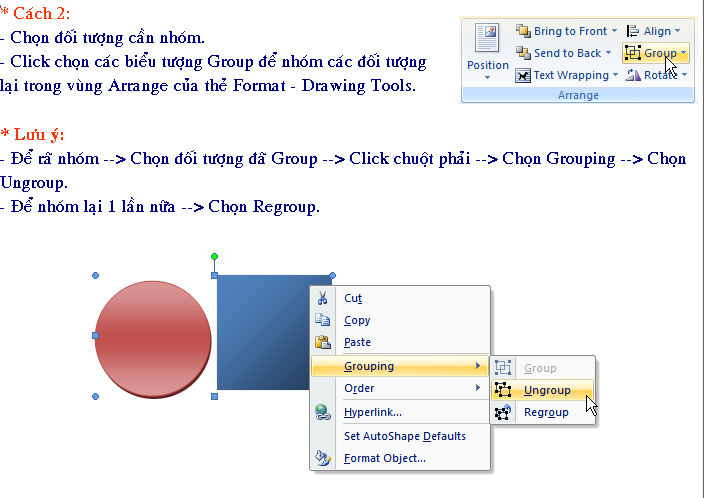 * Cách 2:
- Chọn đối tượng cần nhóm.
- Click chọn các biểu tượng Group để nhóm các đối tượng
lại trong vùng Arrange của thẻ Format - Drawing Tools.
Position
Bring to Front
Send to Back
Text Wrapping
Align
Group
Rotate
Arrange
* Lưu ý:
- Để rã nhóm --> Chọn đối tượng đã Group --> Click chuột phải --> Chọn Grouping --> Chọn
Ungroup.
- Để nhóm lại 1 lần nữa --> Chọn Regroup.
Cut
Copy
Paste
Grouping
Order
Hyperlink...
Set AutoShape Defaults
Format Object...
Group
Ungroup
Regroup